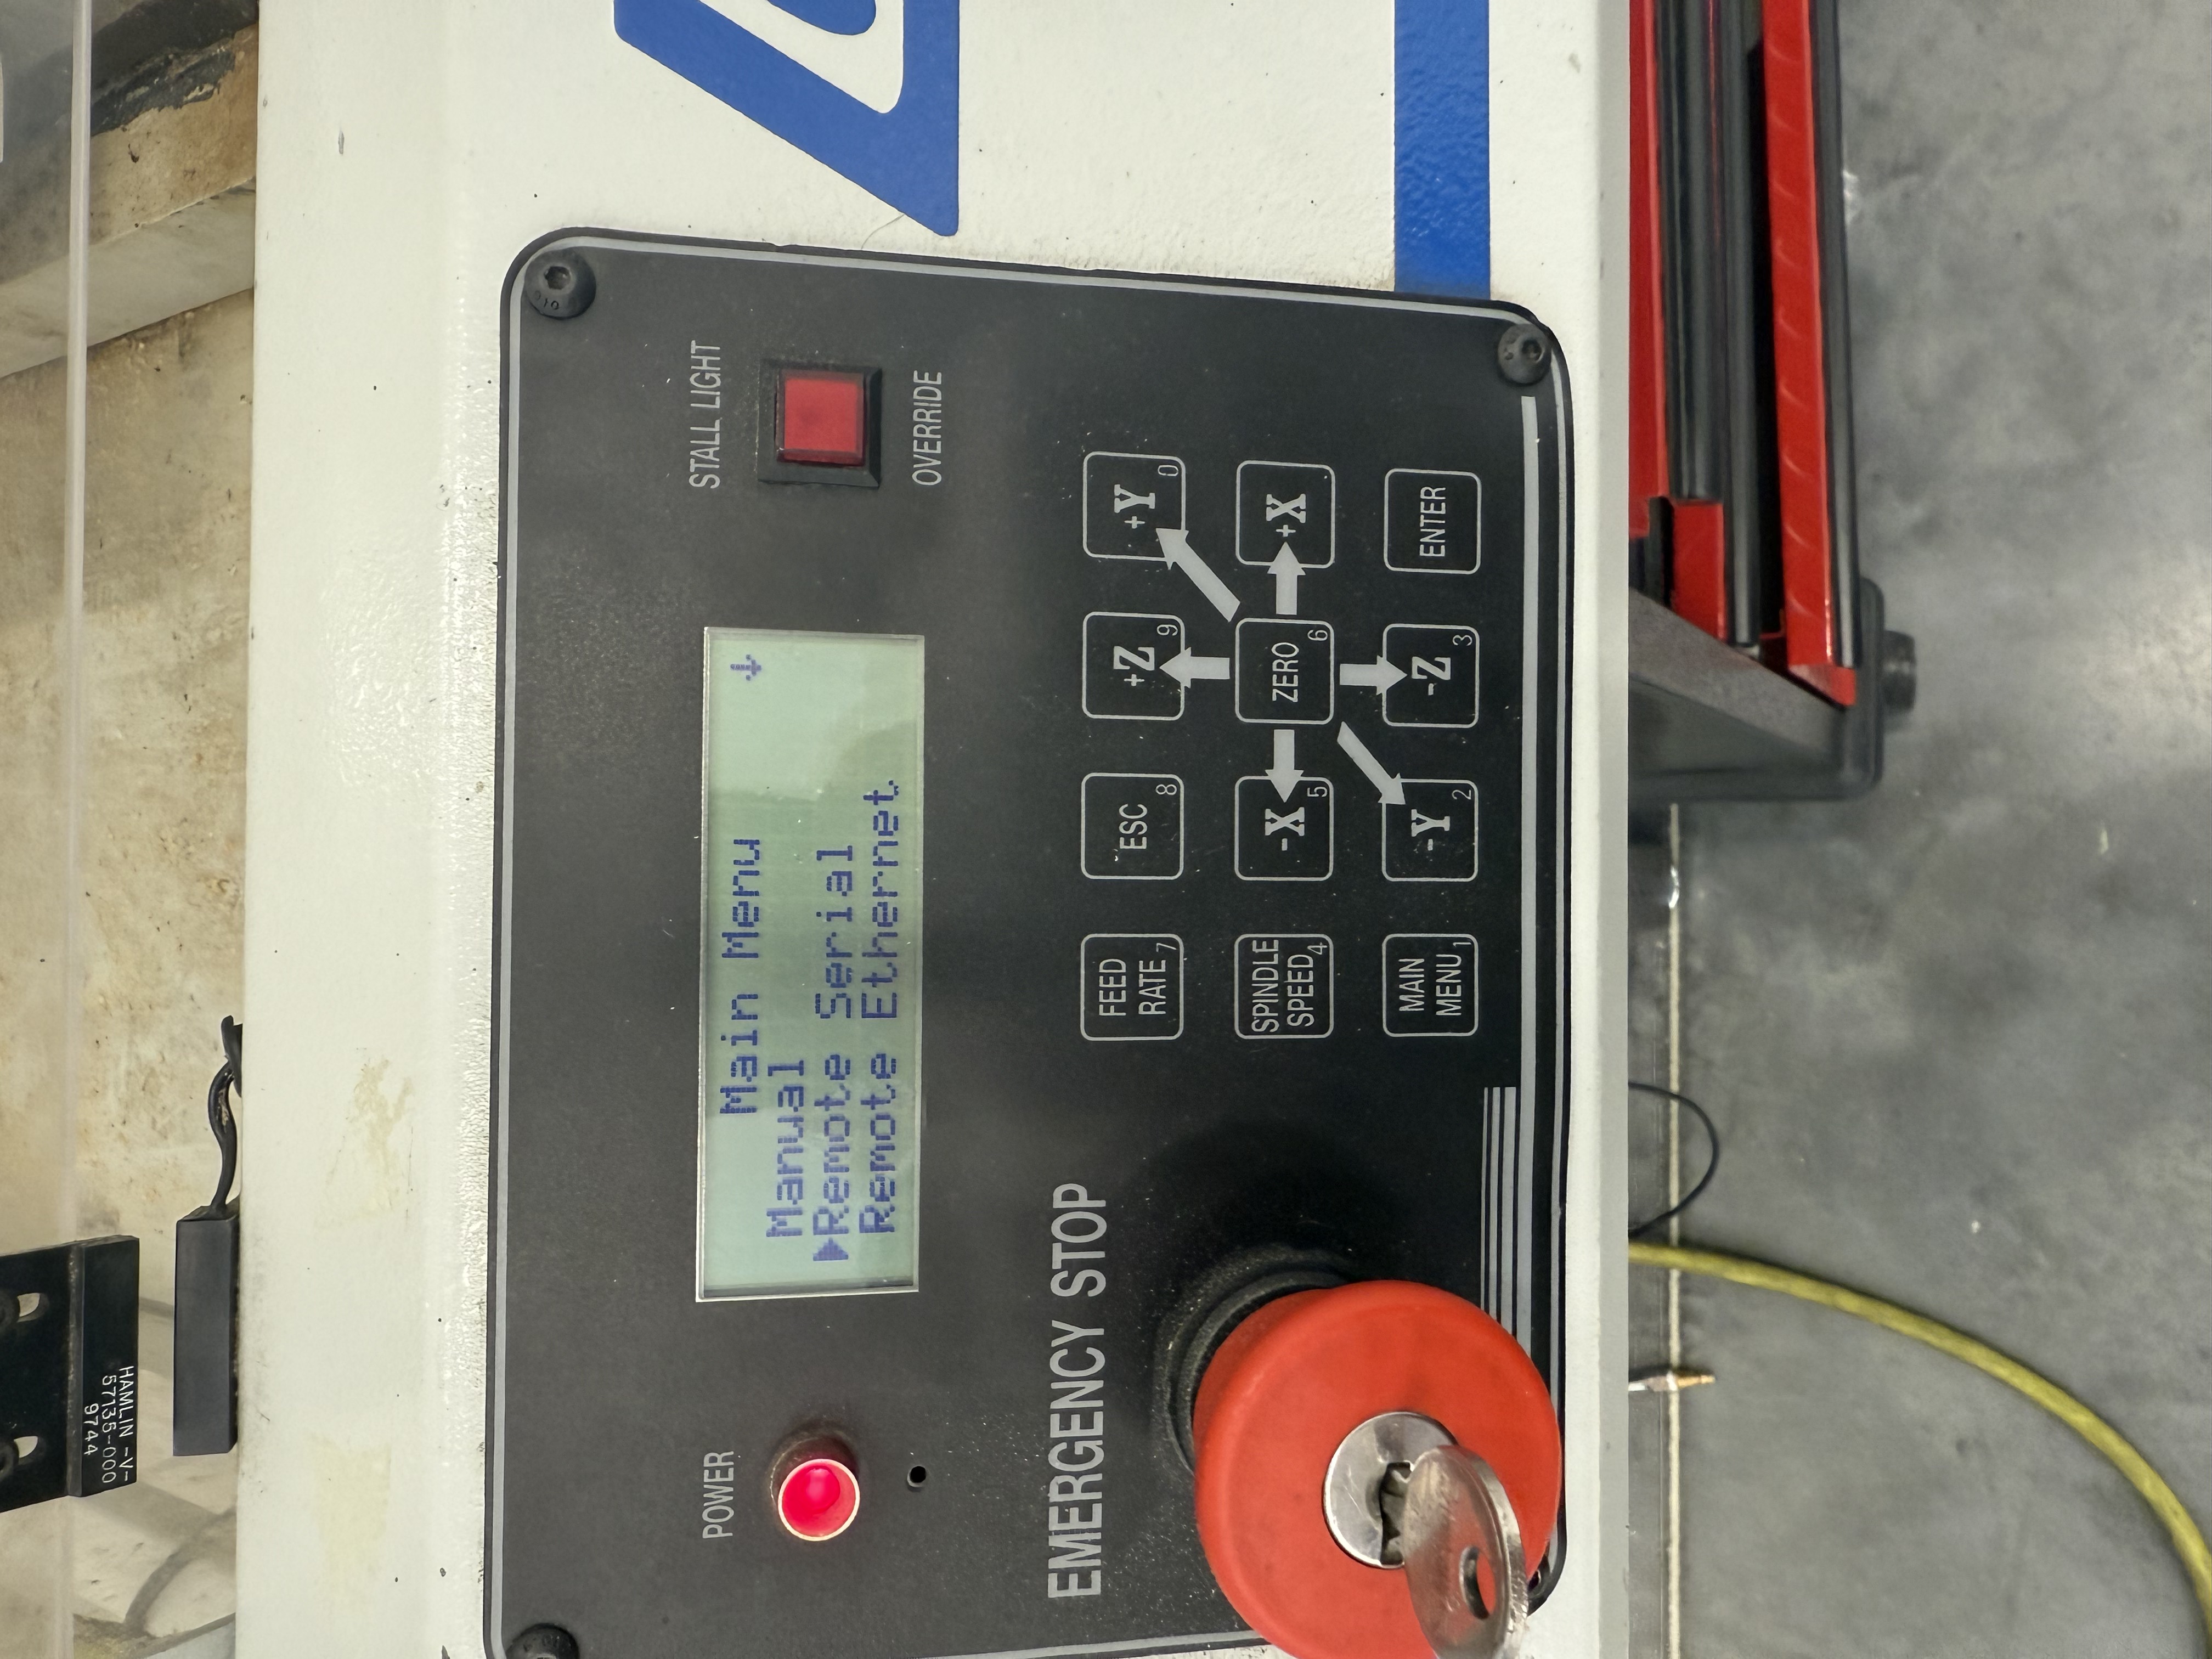 HAMLIN -V-
57135-000
9744
POWER
STALL LIGHT
Main Menu ↓
Manual
▶Remote Serial
Remote Ethernet
OVERRIDE
EMERGENCY STOP
FEED RATE 7
ESC 8
+Z 9
+Y 0
SPINDLE SPEED 4
-X 5
ZERO 6
+X
MAIN MENU 1
-Y 2
-Z 3
ENTER